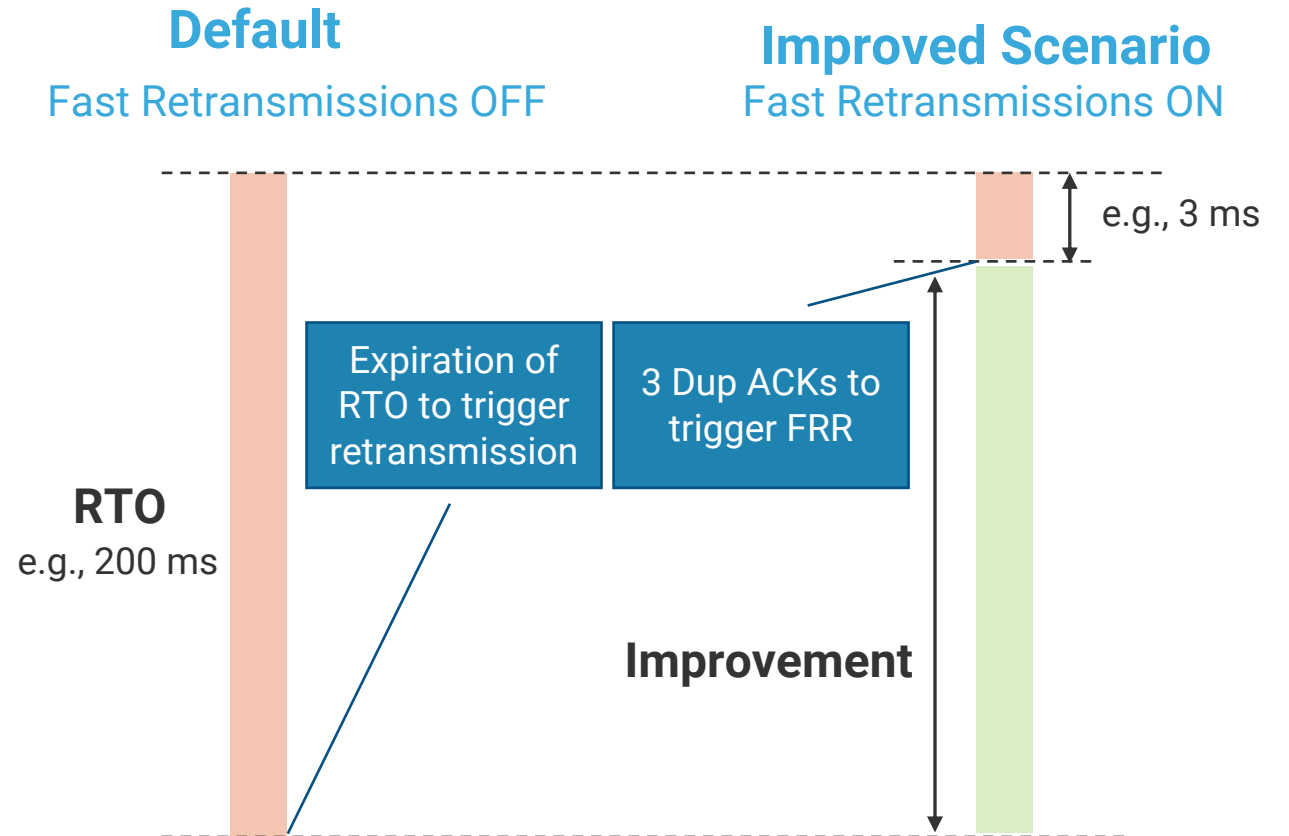 Default
Fast Retransmissions OFF
Improved Scenario
Fast Retransmissions ON
e.g., 3 ms
Expiration of
RTO to trigger
retransmission
3 Dup ACKs to
trigger FRR
RTO
e.g., 200 ms
Improvement